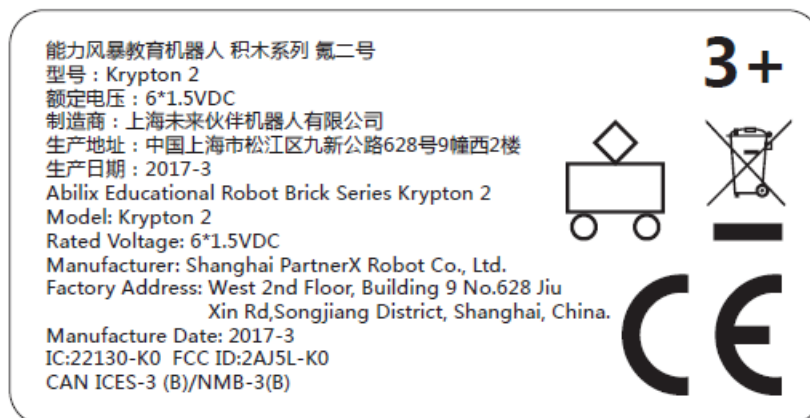 能力风暴教育机器人 积木系列 氪二号
型号：Krypton 2
额定电压：6*1.5VDC
制造商：上海未来伙伴机器人有限公司
生产地址：中国上海市松江区九新公路628号9幢西2楼
生产日期：2017-3
Abilix Educational Robot Brick Series Krypton 2
Model: Krypton 2
Rated Voltage: 6*1.5VDC
Manufacturer: Shanghai PartnerX Robot Co., Ltd.
Factory Address: West 2nd Floor, Building 9 No.628 Jiu
Xin Rd,Songjiang District, Shanghai, China.
Manufacture Date: 2017-3
IC:22130-K0 FCC ID:2AJ5L-K0
CAN ICES-3 (B)/NMB-3(B)
3+
CE